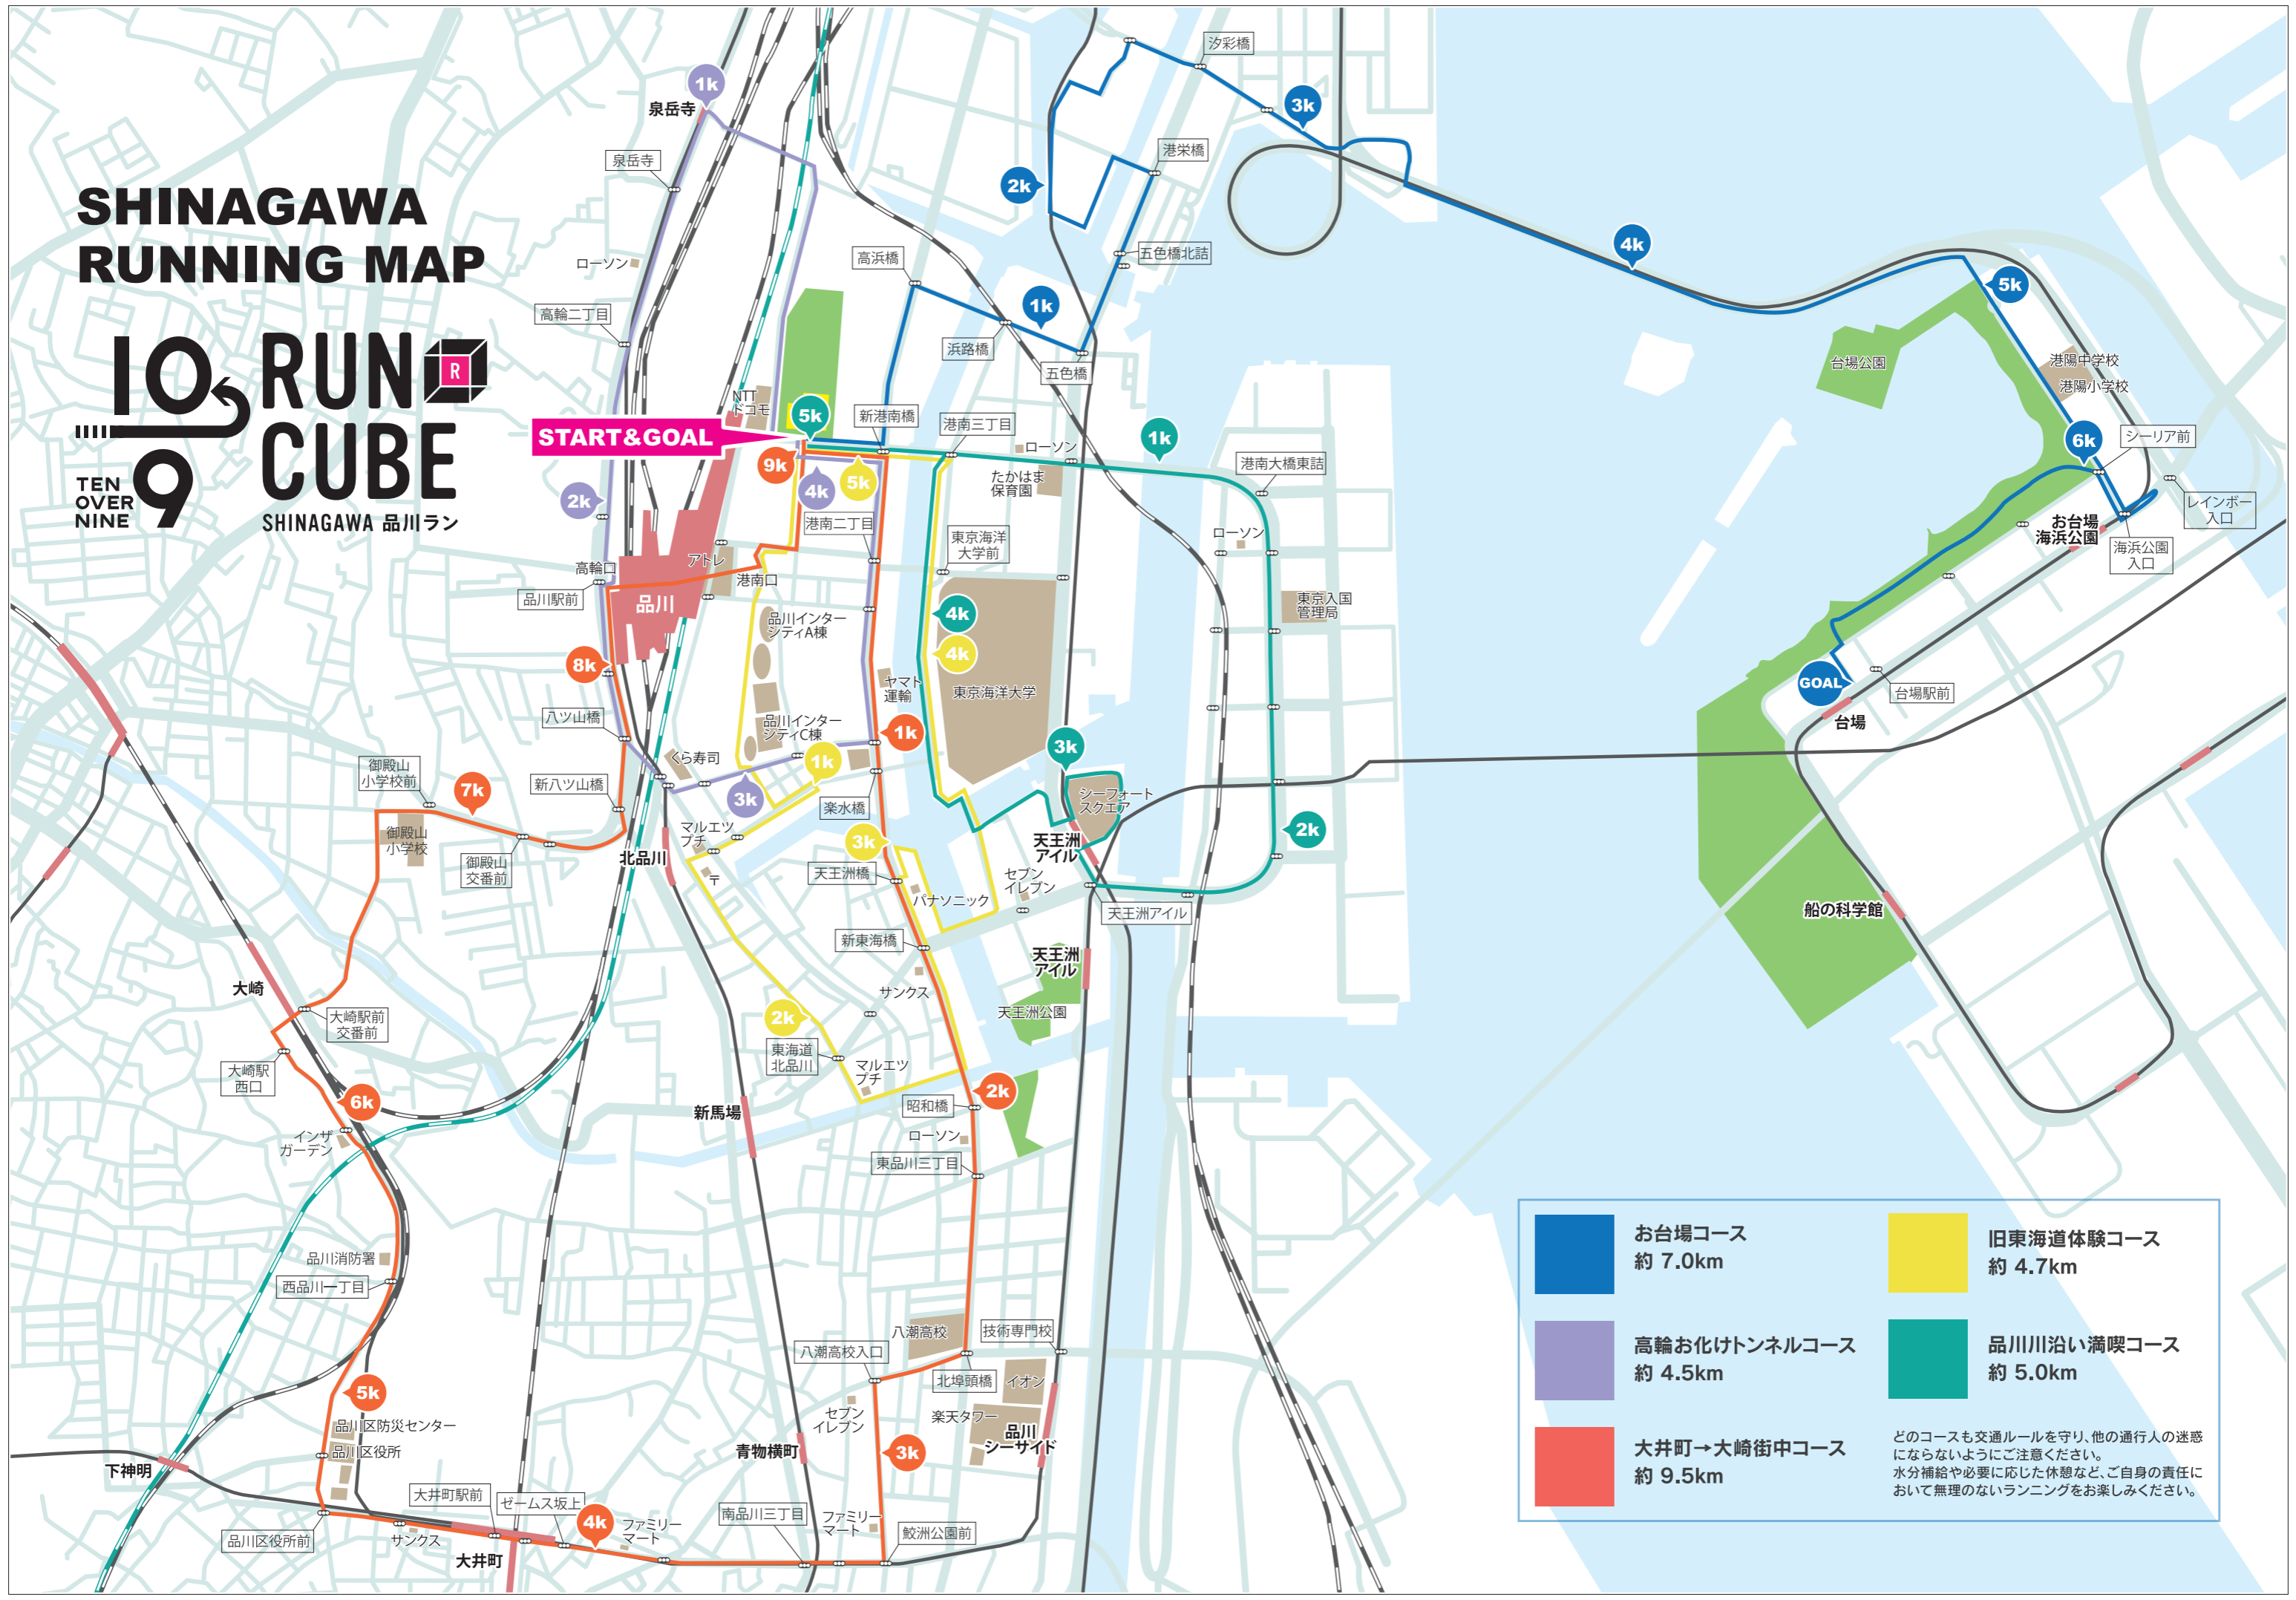 SHINAGAWA
RUNNING MAP
10
TEN
OVER
NINE
9
RUN
R
CUBE
SHINAGAWA 品川ラン
START&GOAL
1k
泉岳寺
泉岳寺
ローソン
高輪二丁目
2k
高輪口
品川駅前
品川
アトレ
港南口
NTT
ドコモ
5k
9k
4k
5k
新港南橋
港南三丁目
港南二丁目
高浜橋
浜路橋
1k
五色橋
五色橋北詰
港栄橋
2k
汐彩橋
3k
4k
5k
台場公園
港陽中学校
港陽小学校
6k
シーリア前
レインボー
入口
お台場
海浜公園
海浜公園
入口
GOAL
台場駅前
台場
船の科学館
ローソン
たかはま
保育園
1k
港南大橋東詰
ローソン
東京入国
管理局
東京海洋
大学前
4k
4k
東京海洋大学
品川インター
シティA棟
ヤマト
運輸
品川インター
シティC棟
1k
1k
楽水橋
3k
シーフォート
スクエア
2k
天王洲
アイル
天王洲アイル
セブン
イレブン
パナソニック
3k
天王洲橋
新東海橋
天王洲
アイル
天王洲公園
サンクス
8k
八ツ山橋
くら寿司
3k
新八ツ山橋
マルエツ
プチ
〒
北品川
御殿山
小学校前
7k
御殿山
小学校
御殿山
交番前
大崎
大崎駅前
交番前
大崎駅
西口
6k
インザ
ガーデン
2k
東海道
北品川
マルエツ
プチ
新馬場
2k
昭和橋
ローソン
東品川三丁目
品川消防署
西品川一丁目
5k
品川区防災センター
品川区役所
下神明
品川区役所前
サンクス
大井町駅前
大井町
ゼームス坂上
4k
ファミリー
マート
南品川三丁目
ファミリー
マート
鮫洲公園前
青物横町
セブン
イレブン
3k
八潮高校入口
八潮高校
北埠頭橋
技術専門校
イオン
楽天タワー
品川
シーサイド
お台場コース
約 7.0km
旧東海道体験コース
約 4.7km
高輪お化けトンネルコース
約 4.5km
品川川沿い満喫コース
約 5.0km
大井町→大崎街中コース
約 9.5km
どのコースも交通ルールを守り、他の通行人の迷惑
にならないようにご注意ください。
水分補給や必要に応じた休憩など、ご自身の責任に
おいて無理のないランニングをお楽しみください。